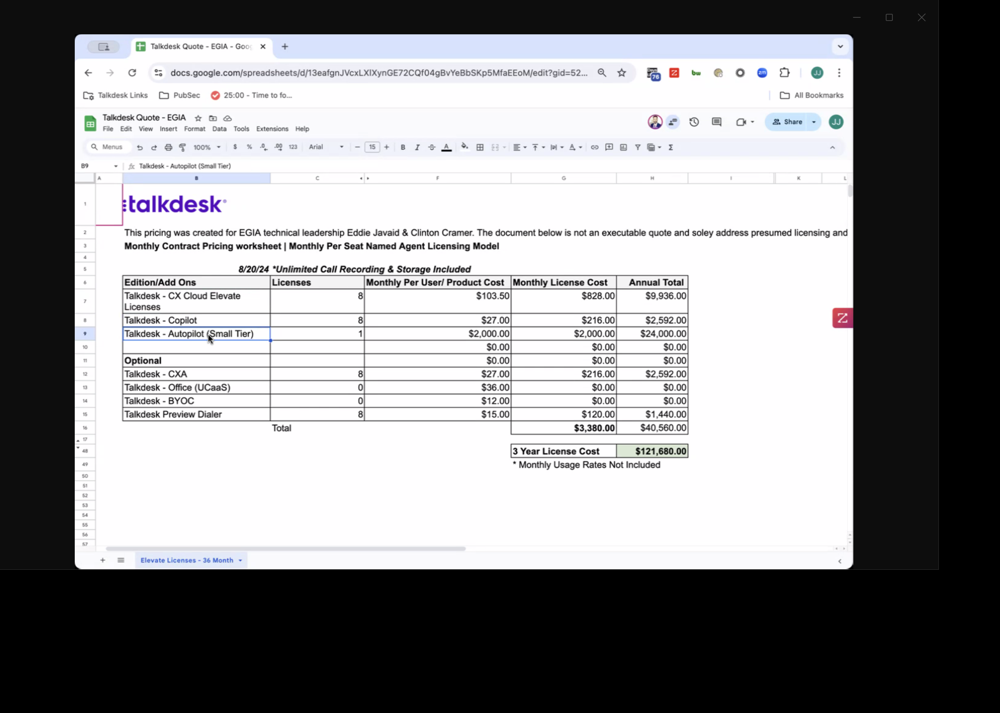 Talkdesk Quote - EGIA - Goo
docs.google.com/spreadsheets/d/13eafgnJVcxLXlXynGE72CQf04gBvYeBbSKp5MfaEEoM/edit?gid=52...
76
Z
bw
zm
JJ
Talkdesk Links
PubSec
25:00 - Time to fo...
All Bookmarks
Talkdesk Quote - EGIA
File Edit View Insert Format Data Tools Extensions Help
Share
JJ
Menus 100% $ % .0 .00 123 Arial 15 B I S A Σ
B9 fx Talkdesk - Autopilot (Small Tier)
A B C F G H I K L
1 talkdesk®
2 This pricing was created for EGIA technical leadership Eddie Javaid & Clinton Cramer. The document below is not an executable quote and soley address presumed licensing and
3 Monthly Contract Pricing worksheet | Monthly Per Seat Named Agent Licensing Model
4
5 8/20/24 *Unlimited Call Recording & Storage Included
6 Edition/Add Ons Licenses Monthly Per User/ Product Cost Monthly License Cost Annual Total
7 Talkdesk - CX Cloud Elevate Licenses 8 $103.50 $828.00 $9,936.00
8 Talkdesk - Copilot 8 $27.00 $216.00 $2,592.00
9 Talkdesk - Autopilot (Small Tier) 1 $2,000.00 $2,000.00 $24,000.00
10 $0.00 $0.00 $0.00
11 Optional $0.00 $0.00 $0.00
12 Talkdesk - CXA 8 $27.00 $216.00 $2,592.00
13 Talkdesk - Office (UCaaS) 0 $36.00 $0.00 $0.00
14 Talkdesk - BYOC 0 $12.00 $0.00 $0.00
15 Talkdesk Preview Dialer 8 $15.00 $120.00 $1,440.00
16 Total $3,380.00 $40,560.00
17
48 3 Year License Cost $121,680.00
49 * Monthly Usage Rates Not Included
50
51
52
53
54
55
56
57
Elevate Licenses - 36 Month